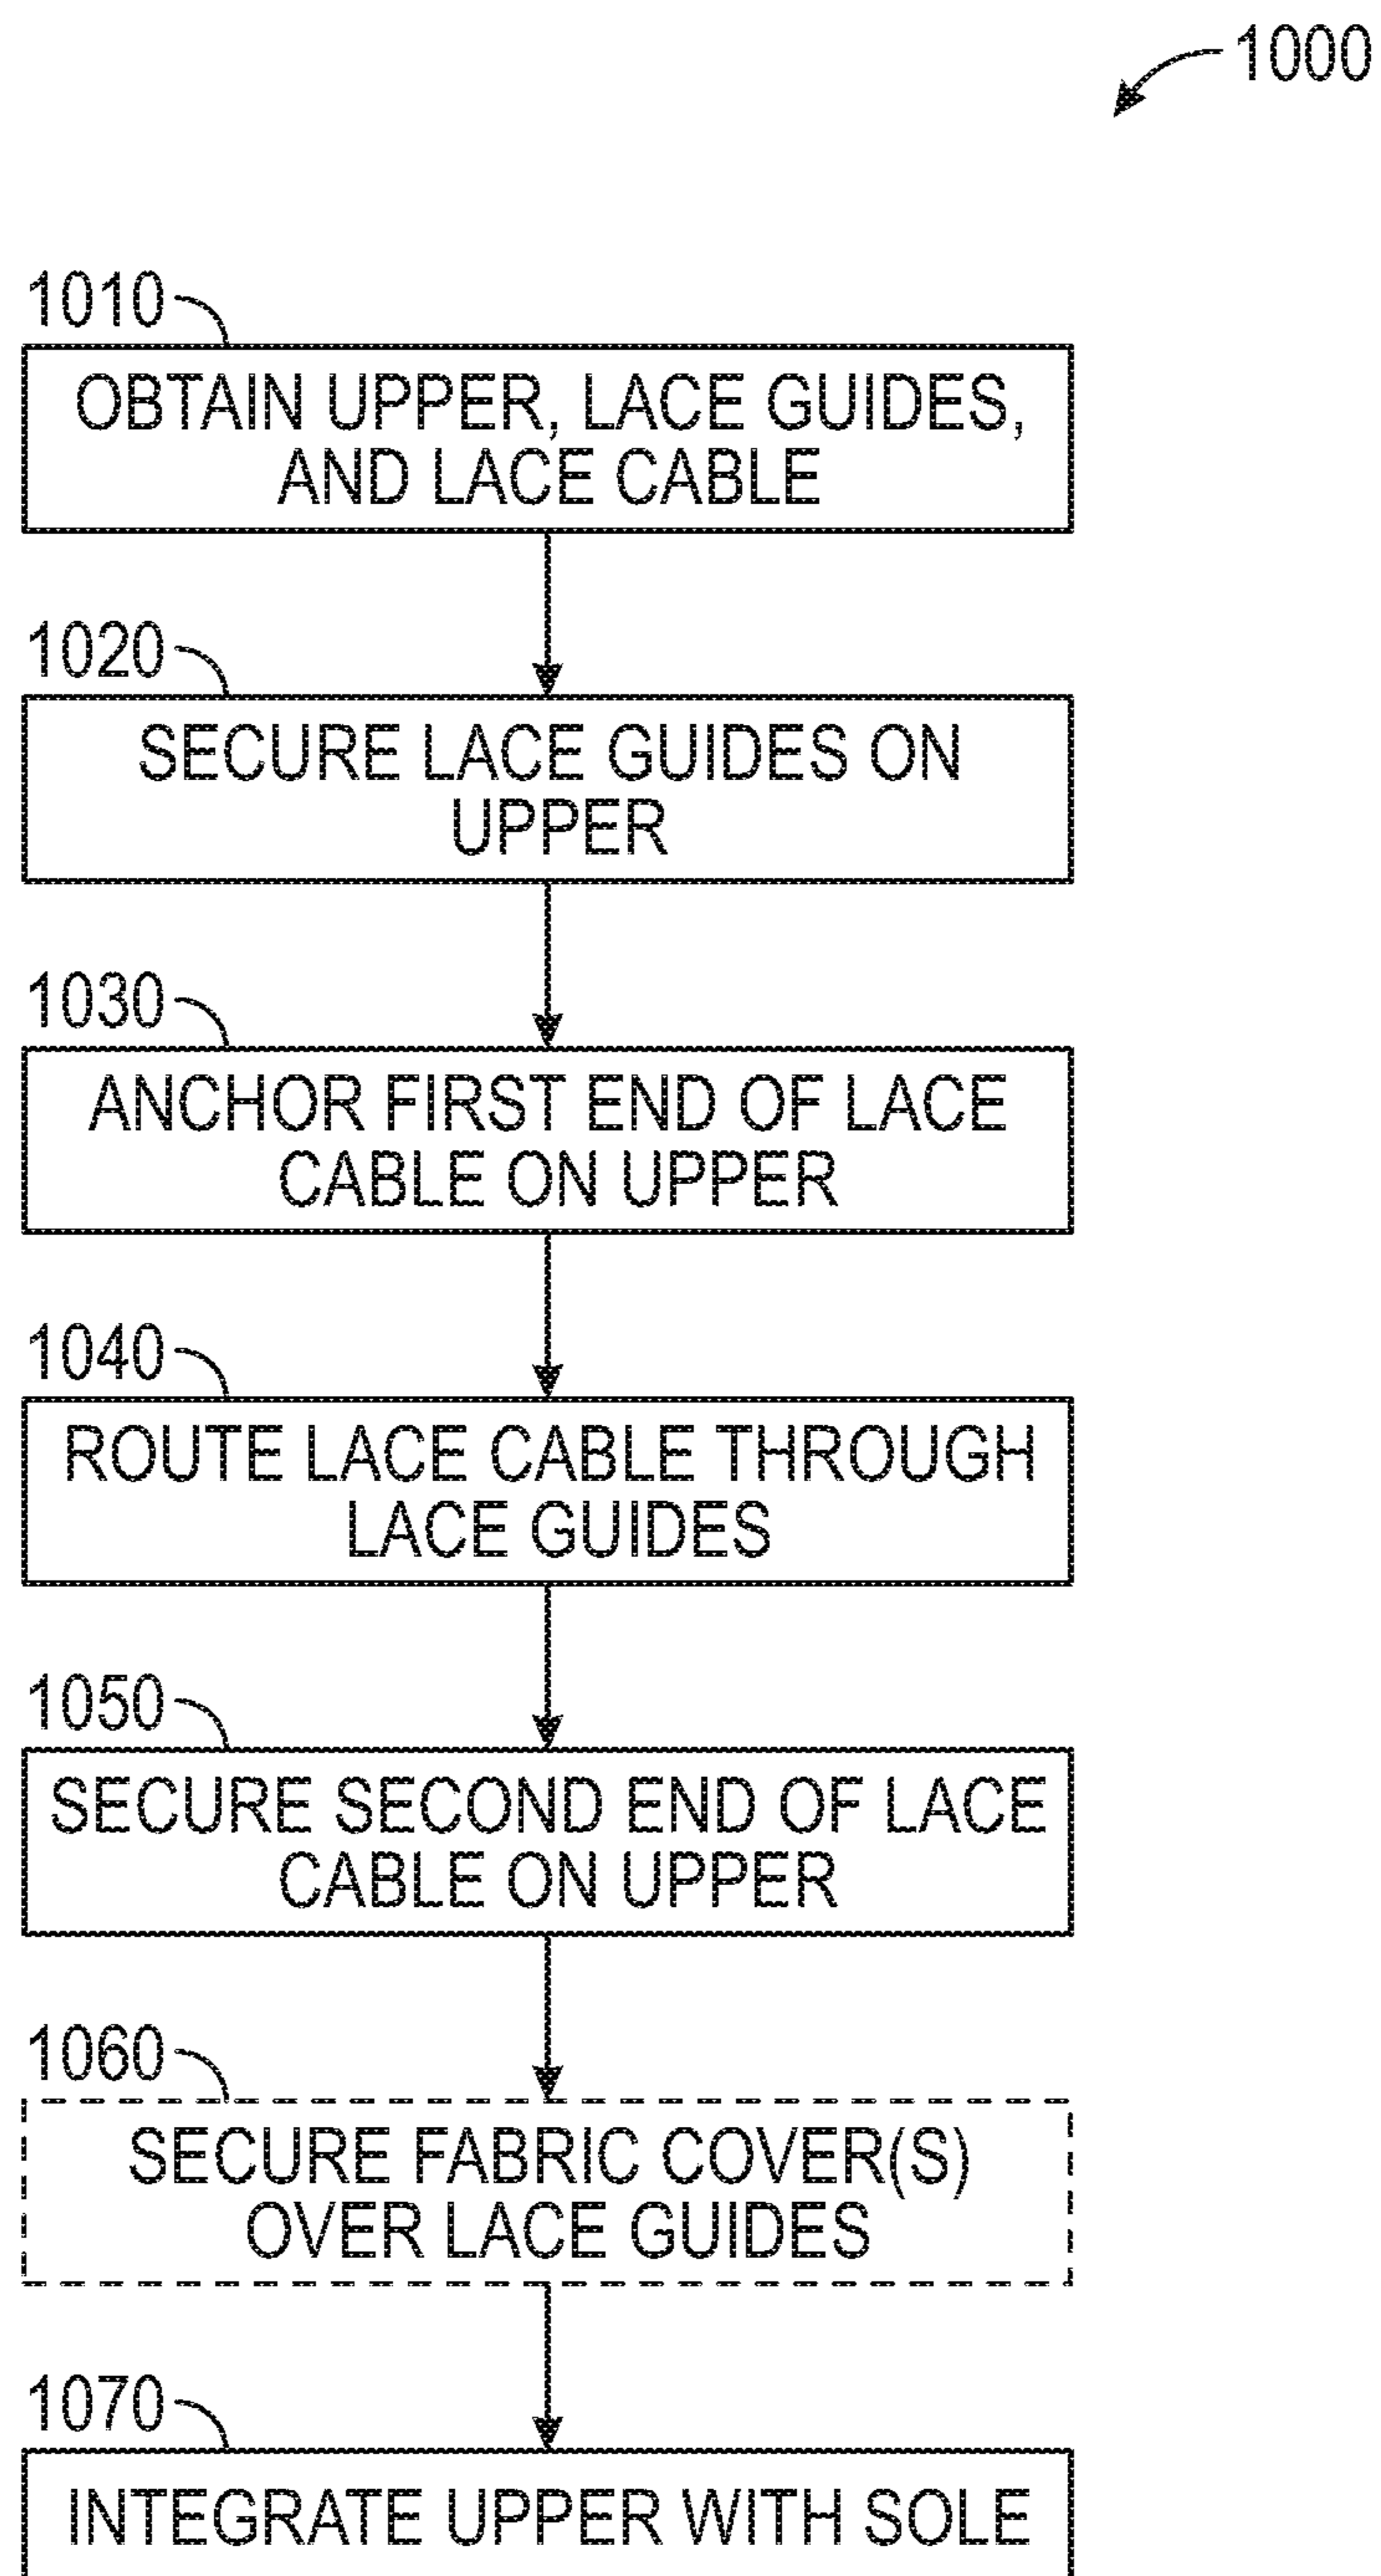 1000
1010
OBTAIN UPPER, LACE GUIDES,
AND LACE CABLE
1020
SECURE LACE GUIDES ON
UPPER
1030
ANCHOR FIRST END OF LACE
CABLE ON UPPER
1040
ROUTE LACE CABLE THROUGH
LACE GUIDES
1050
SECURE SECOND END OF LACE
CABLE ON UPPER
1060
SECURE FABRIC COVER(S)
OVER LACE GUIDES
1070
INTEGRATE UPPER WITH SOLE